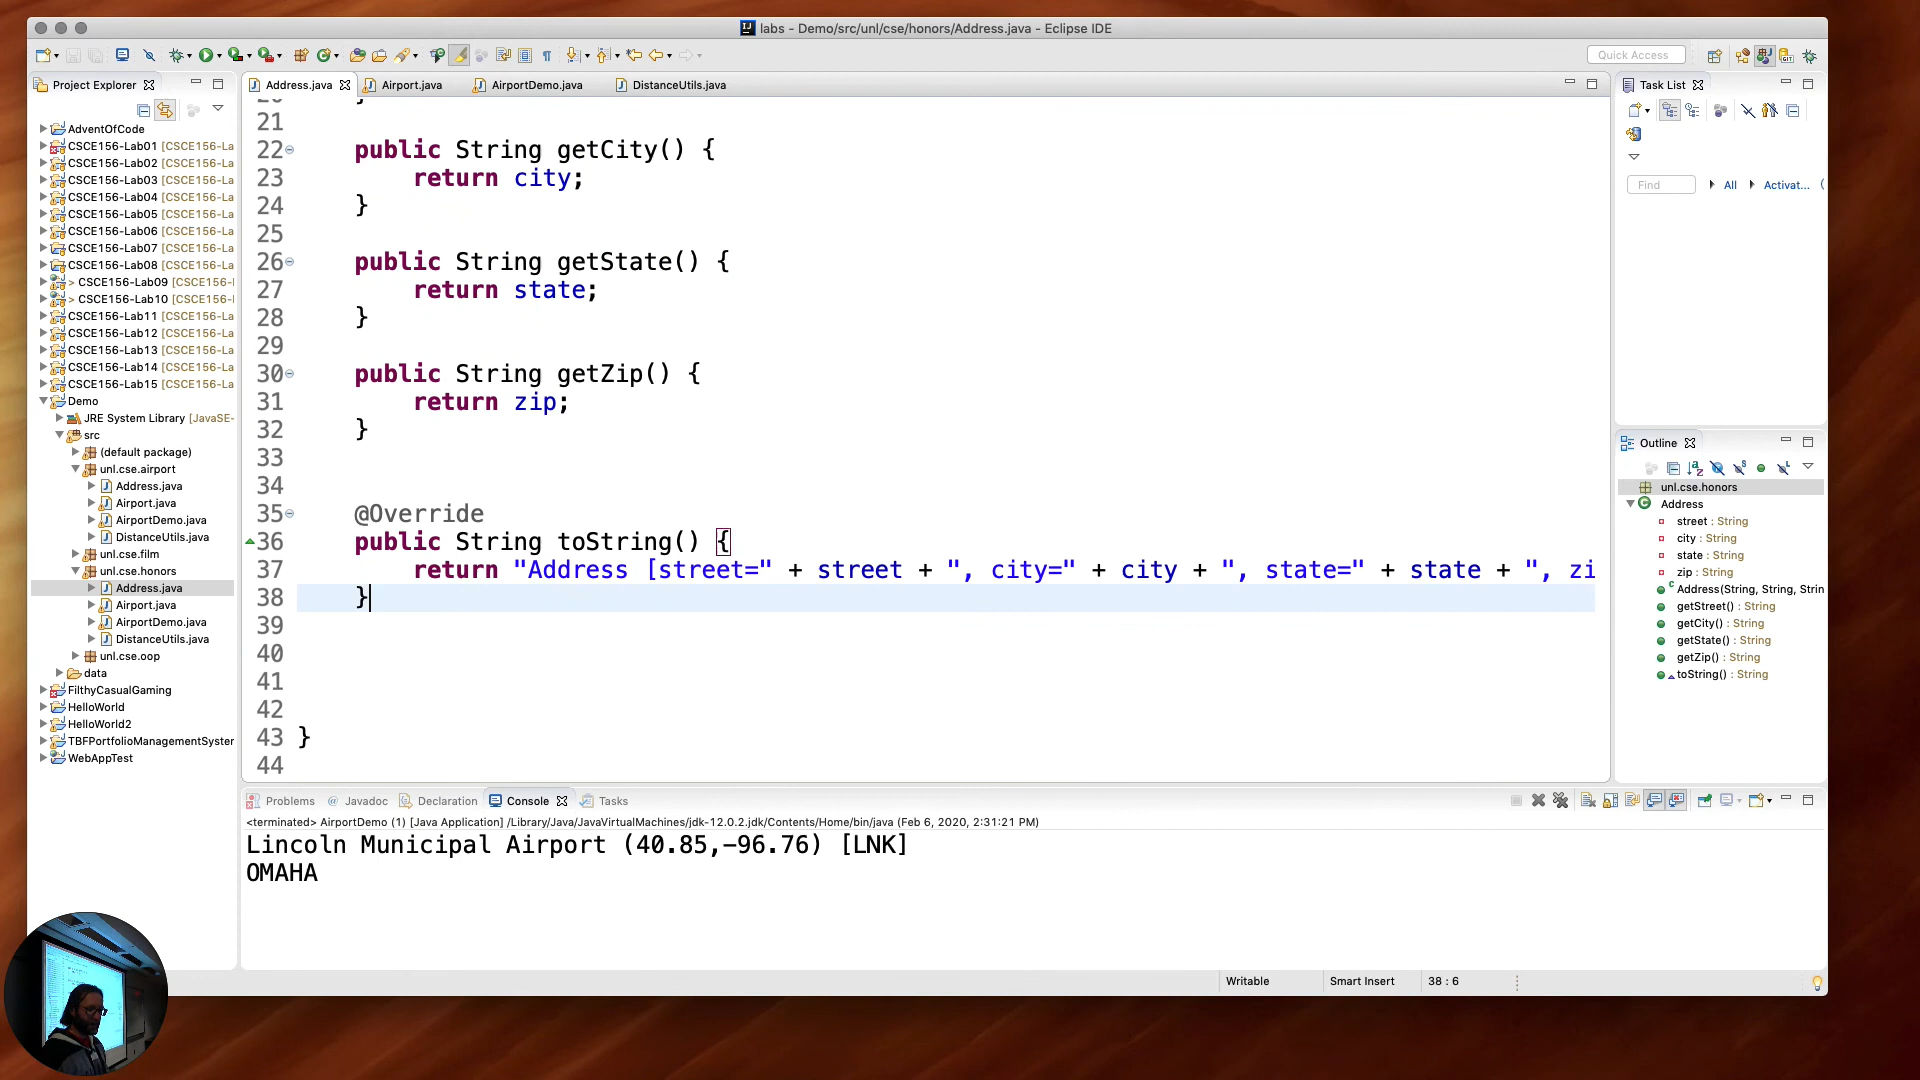 labs - Demo/src/unl/cse/honors/Address.java - Eclipse IDE
Quick Access
Project Explorer
AdventOfCode
CSCE156-Lab01 [CSCE156-La
CSCE156-Lab02 [CSCE156-La
CSCE156-Lab03 [CSCE156-La
CSCE156-Lab04 [CSCE156-La
CSCE156-Lab05 [CSCE156-La
CSCE156-Lab06 [CSCE156-La
CSCE156-Lab07 [CSCE156-La
CSCE156-Lab08 [CSCE156-La
> CSCE156-Lab09 [CSCE156-
> CSCE156-Lab10 [CSCE156-
CSCE156-Lab11 [CSCE156-La
CSCE156-Lab12 [CSCE156-La
CSCE156-Lab13 [CSCE156-La
CSCE156-Lab14 [CSCE156-La
CSCE156-Lab15 [CSCE156-La
Demo
JRE System Library [JavaSE-
src
(default package)
unl.cse.airport
Address.java
Airport.java
AirportDemo.java
DistanceUtils.java
unl.cse.film
unl.cse.honors
Address.java
Airport.java
AirportDemo.java
DistanceUtils.java
unl.cse.oop
data
FilthyCasualGaming
HelloWorld
HelloWorld2
TBFPortfolioManagementSyster
WebAppTest
Address.java Airport.java AirportDemo.java DistanceUtils.java
20 }
21
22 public String getCity() {
23 return city;
24 }
25
26 public String getState() {
27 return state;
28 }
29
30 public String getZip() {
31 return zip;
32 }
33
34
35 @Override
36 public String toString() {
37 return "Address [street=" + street + ", city=" + city + ", state=" + state + ", zi
38 }
39
40
41
42
43 }
44
Problems @ Javadoc Declaration Console Tasks
<terminated> AirportDemo (1) [Java Application] /Library/Java/JavaVirtualMachines/jdk-12.0.2.jdk/Contents/Home/bin/java (Feb 6, 2020, 2:31:21 PM)
Lincoln Municipal Airport (40.85,-96.76) [LNK]
OMAHA
Writable Smart Insert 38 : 6
Task List
Find All Activat...
Outline
unl.cse.honors
Address
street : String
city : String
state : String
zip : String
Address(String, String, Strin
getStreet() : String
getCity() : String
getState() : String
getZip() : String
toString() : String